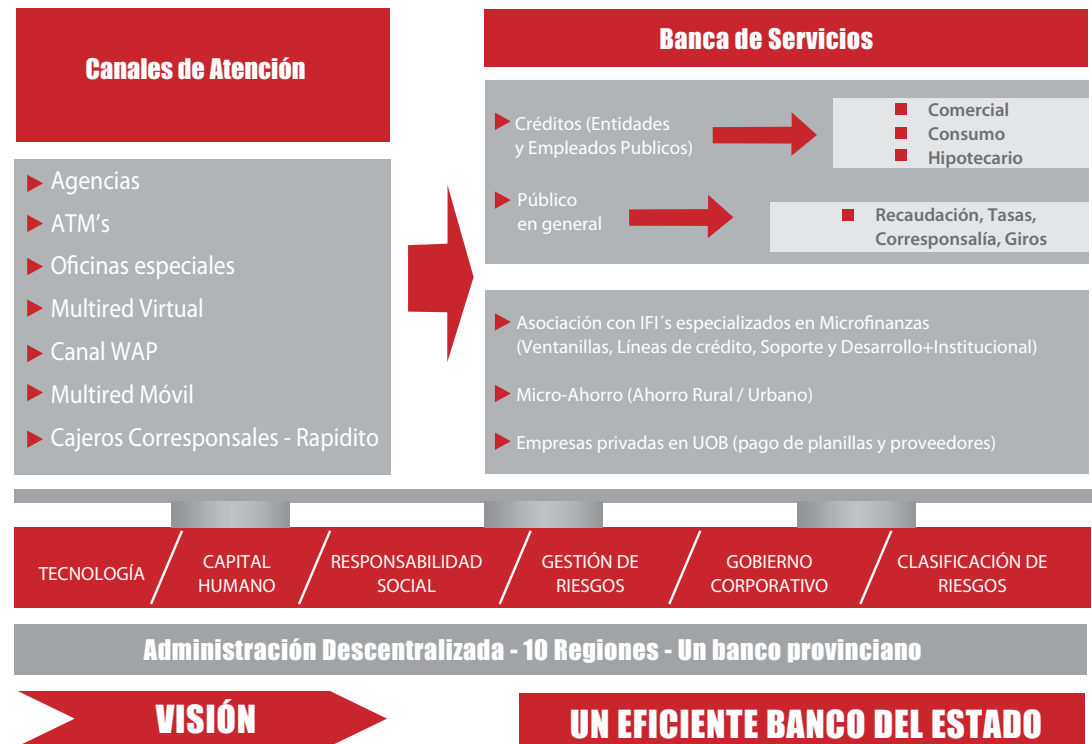 Canales de Atención
Agencias
ATM's
Oficinas especiales
Multired Virtual
Canal WAP
Multired Móvil
Cajeros Corresponsales - Rapidito
Banca de Servicios
Créditos (Entidades
y Empleados Publicos)
Comercial
Consumo
Hipotecario
Público
en general
Recaudación, Tasas,
Corresponsalía, Giros
Asociación con IFI´s especializados en Microfinanzas
(Ventanillas, Líneas de crédito, Soporte y Desarrollo+Institucional)
Micro-Ahorro (Ahorro Rural / Urbano)
Empresas privadas en UOB (pago de planillas y proveedores)
TECNOLOGÍA
CAPITAL
HUMANO
RESPONSABILIDAD
SOCIAL
GESTIÓN DE
RIESGOS
GOBIERNO
CORPORATIVO
CLASIFICACIÓN DE
RIESGOS
Administración Descentralizada - 10 Regiones - Un banco provinciano
VISIÓN
UN EFICIENTE BANCO DEL ESTADO